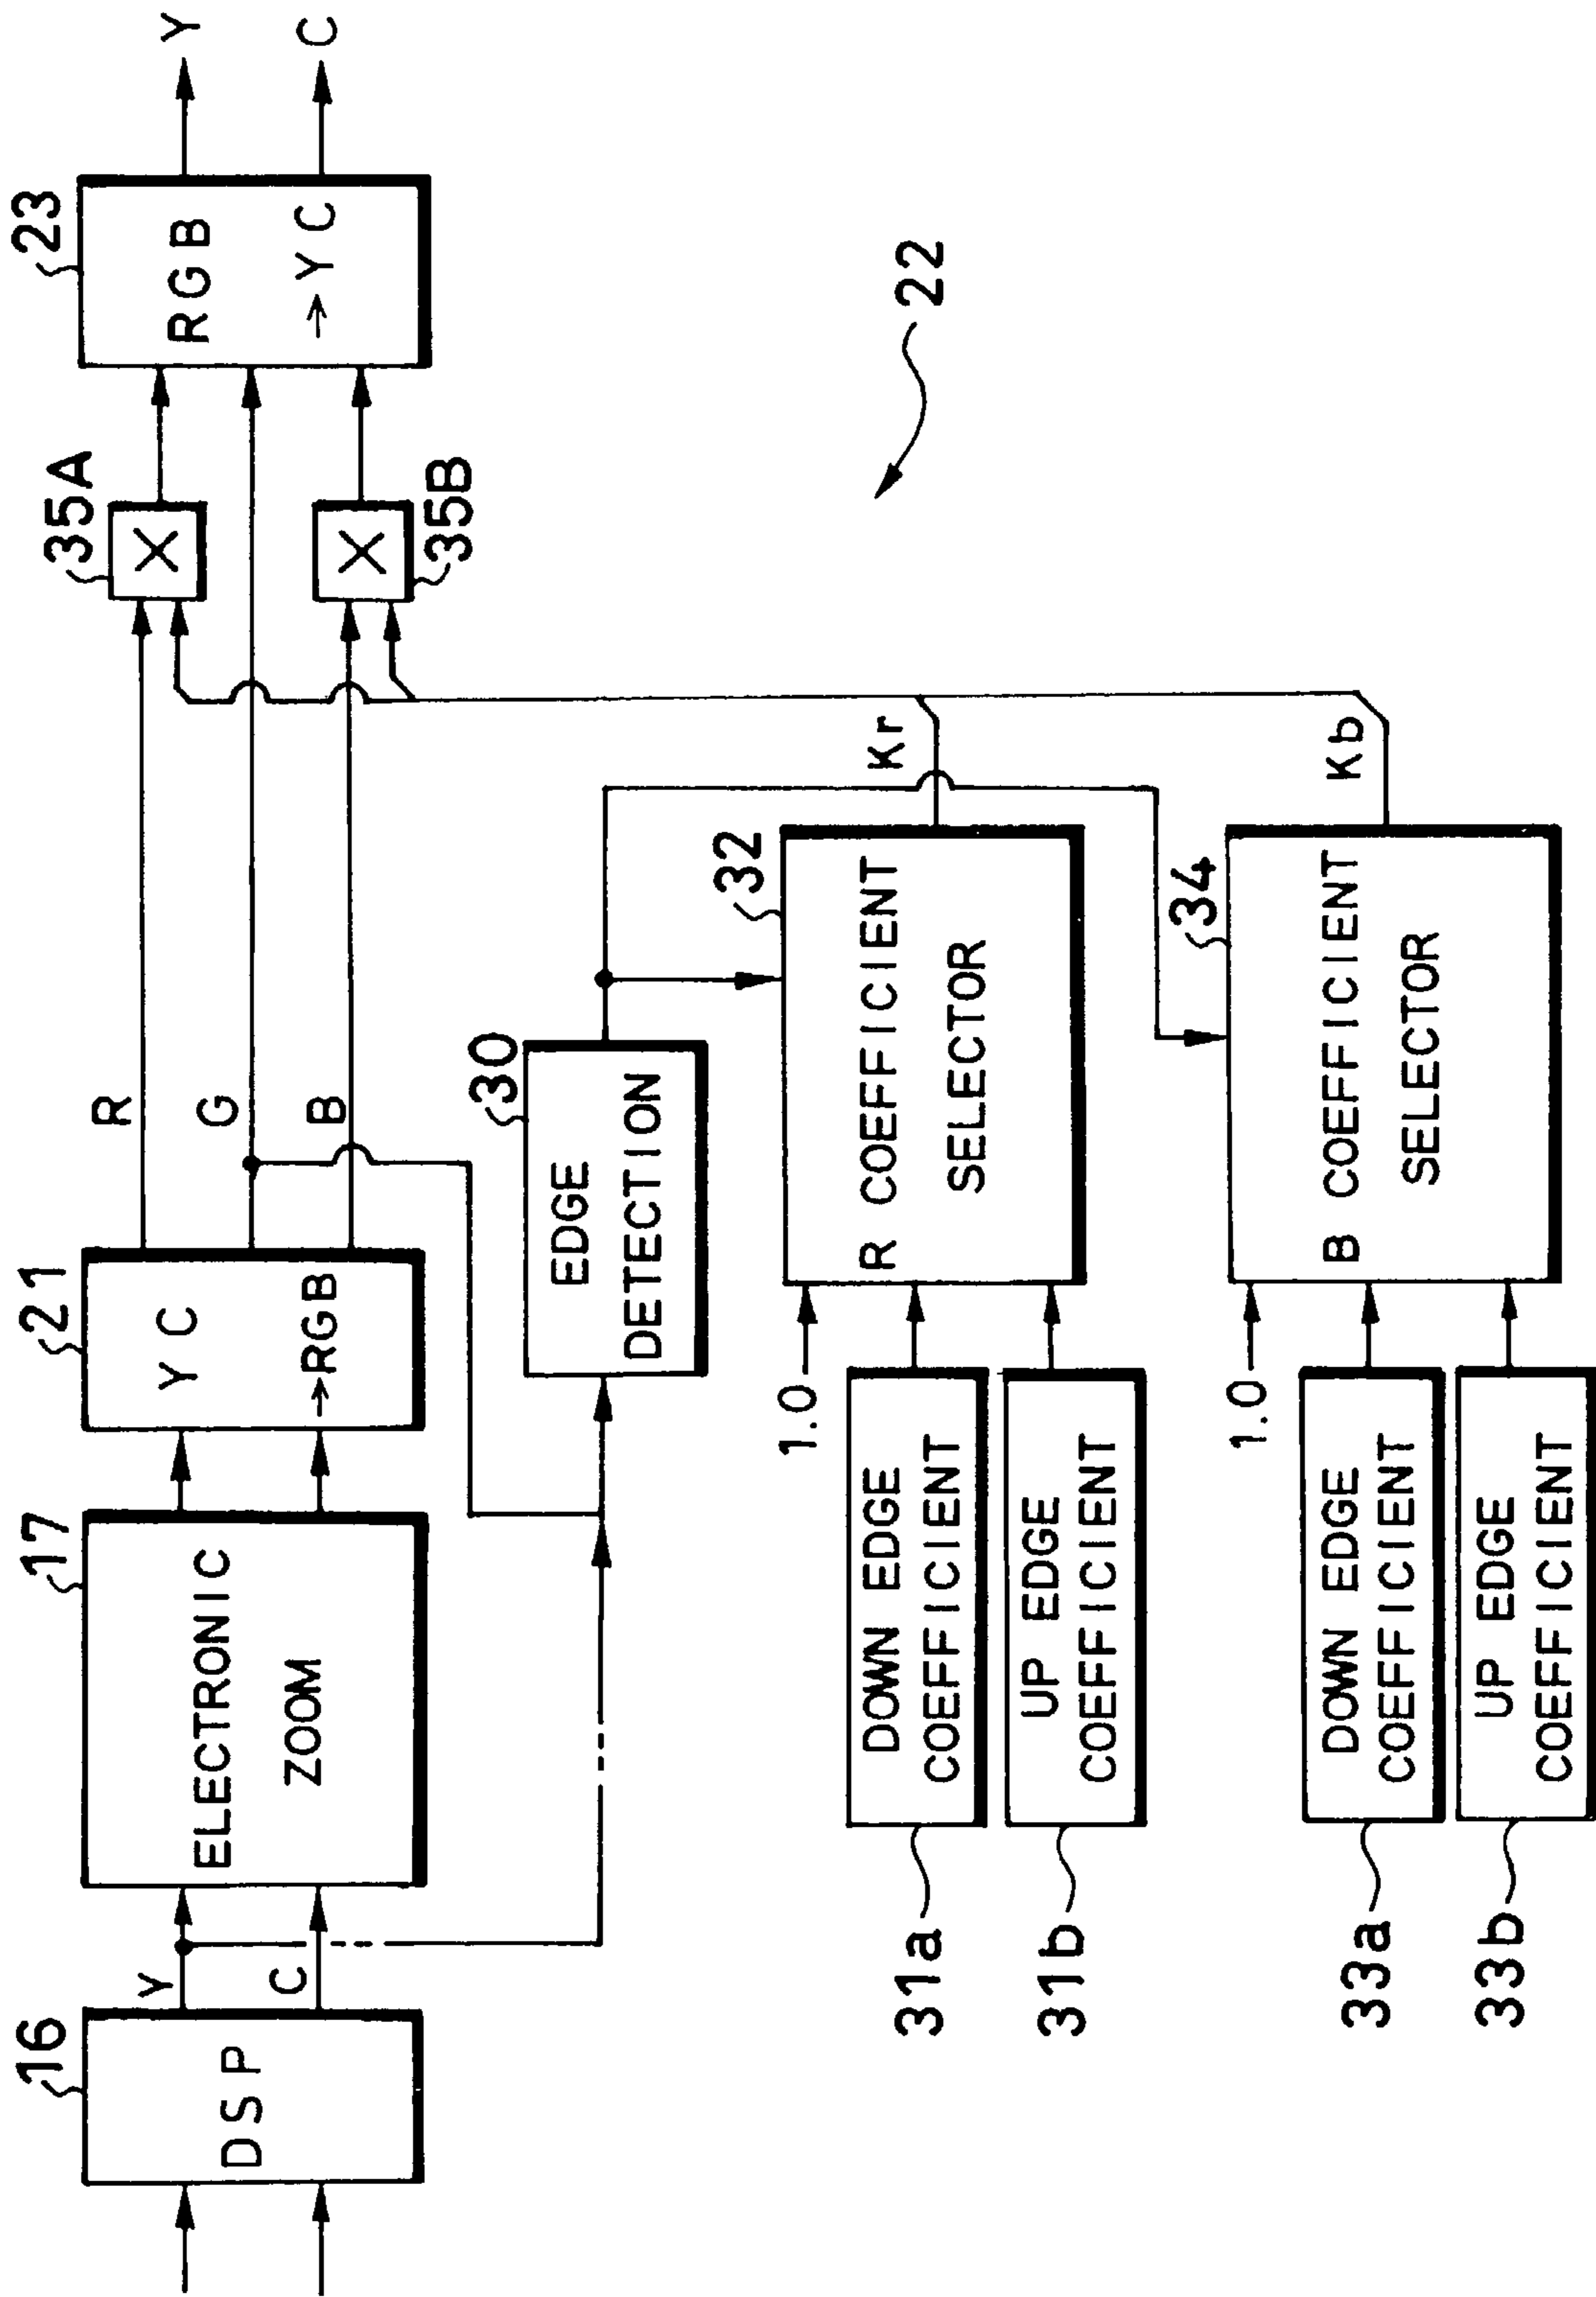 16
DSP
Y
C
17
ELECTRONIC
ZOOM
21
YC
→RGB
R
G
B
35A
X
35B
X
23
RGB
→YC
Y
C
30
EDGE
DETECTION
22
1.0
31a
DOWN EDGE
COEFFICIENT
31b
UP EDGE
COEFFICIENT
32
R COEFFICIENT
SELECTOR
Kr
1.0
33a
DOWN EDGE
COEFFICIENT
33b
UP EDGE
COEFFICIENT
34
B COEFFICIENT
SELECTOR
Kb